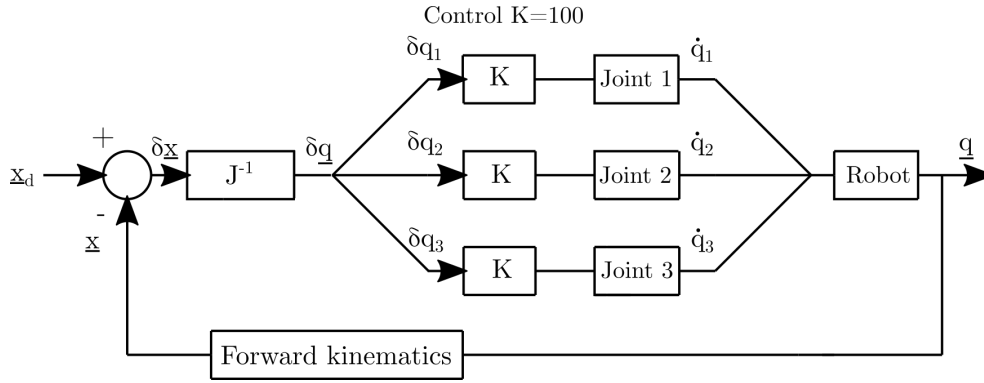 Control K=100
δq₁
q̇₁
K
Joint 1
+
δx̲
δq̲
δq₂
q̇₂
q̲
x̲d
J⁻¹
K
Joint 2
Robot
-
x̲
δq₃
q̇₃
K
Joint 3
Forward kinematics